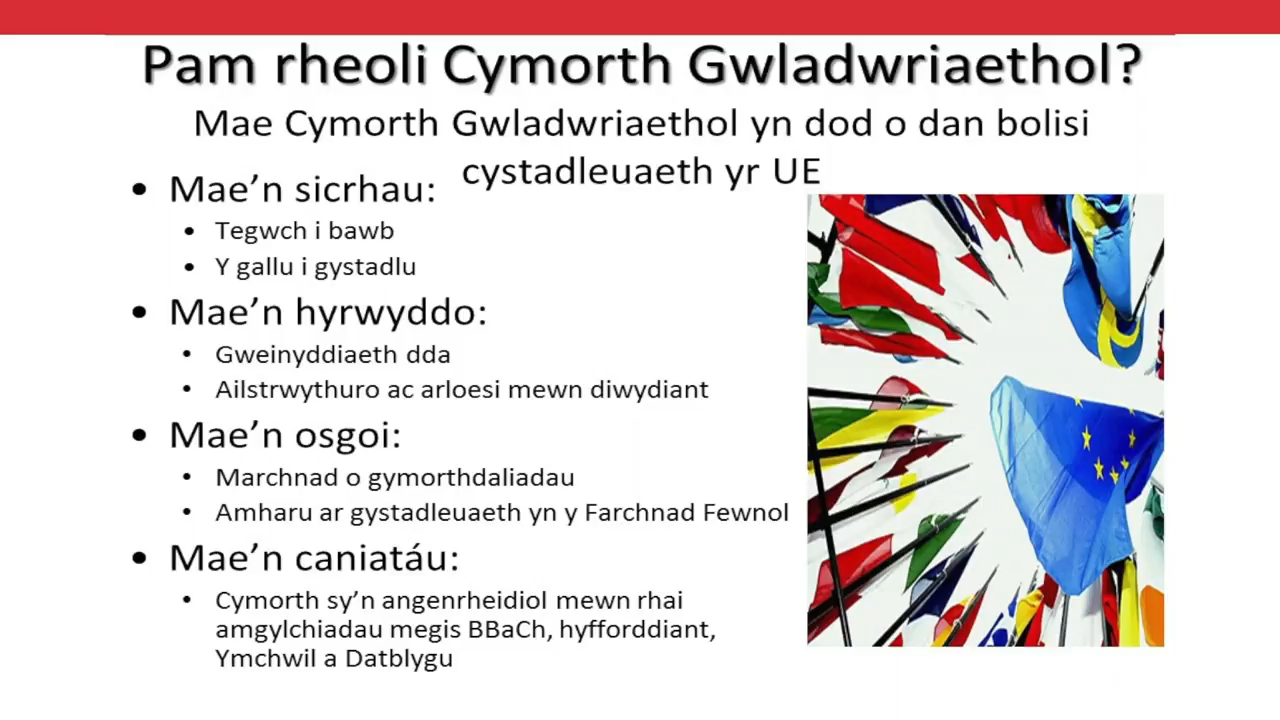 Pam rheoli Cymorth Gwladwriaethol?
Mae Cymorth Gwladwriaethol yn dod o dan bolisi
cystadleuaeth yr UE
• Mae’n sicrhau:
• Tegwch i bawb
• Y gallu i gystadlu
• Mae’n hyrwyddo:
• Gweinyddiaeth dda
• Ailstrwythuro ac arloesi mewn diwydiant
• Mae’n osgoi:
• Marchnad o gymorthdaliadau
• Amharu ar gystadleuaeth yn y Farchnad Fewnol
• Mae’n caniatáu:
• Cymorth sy’n angenrheidiol mewn rhai
amgylchiadau megis BBaCh, hyfforddiant,
Ymchwil a Datblygu